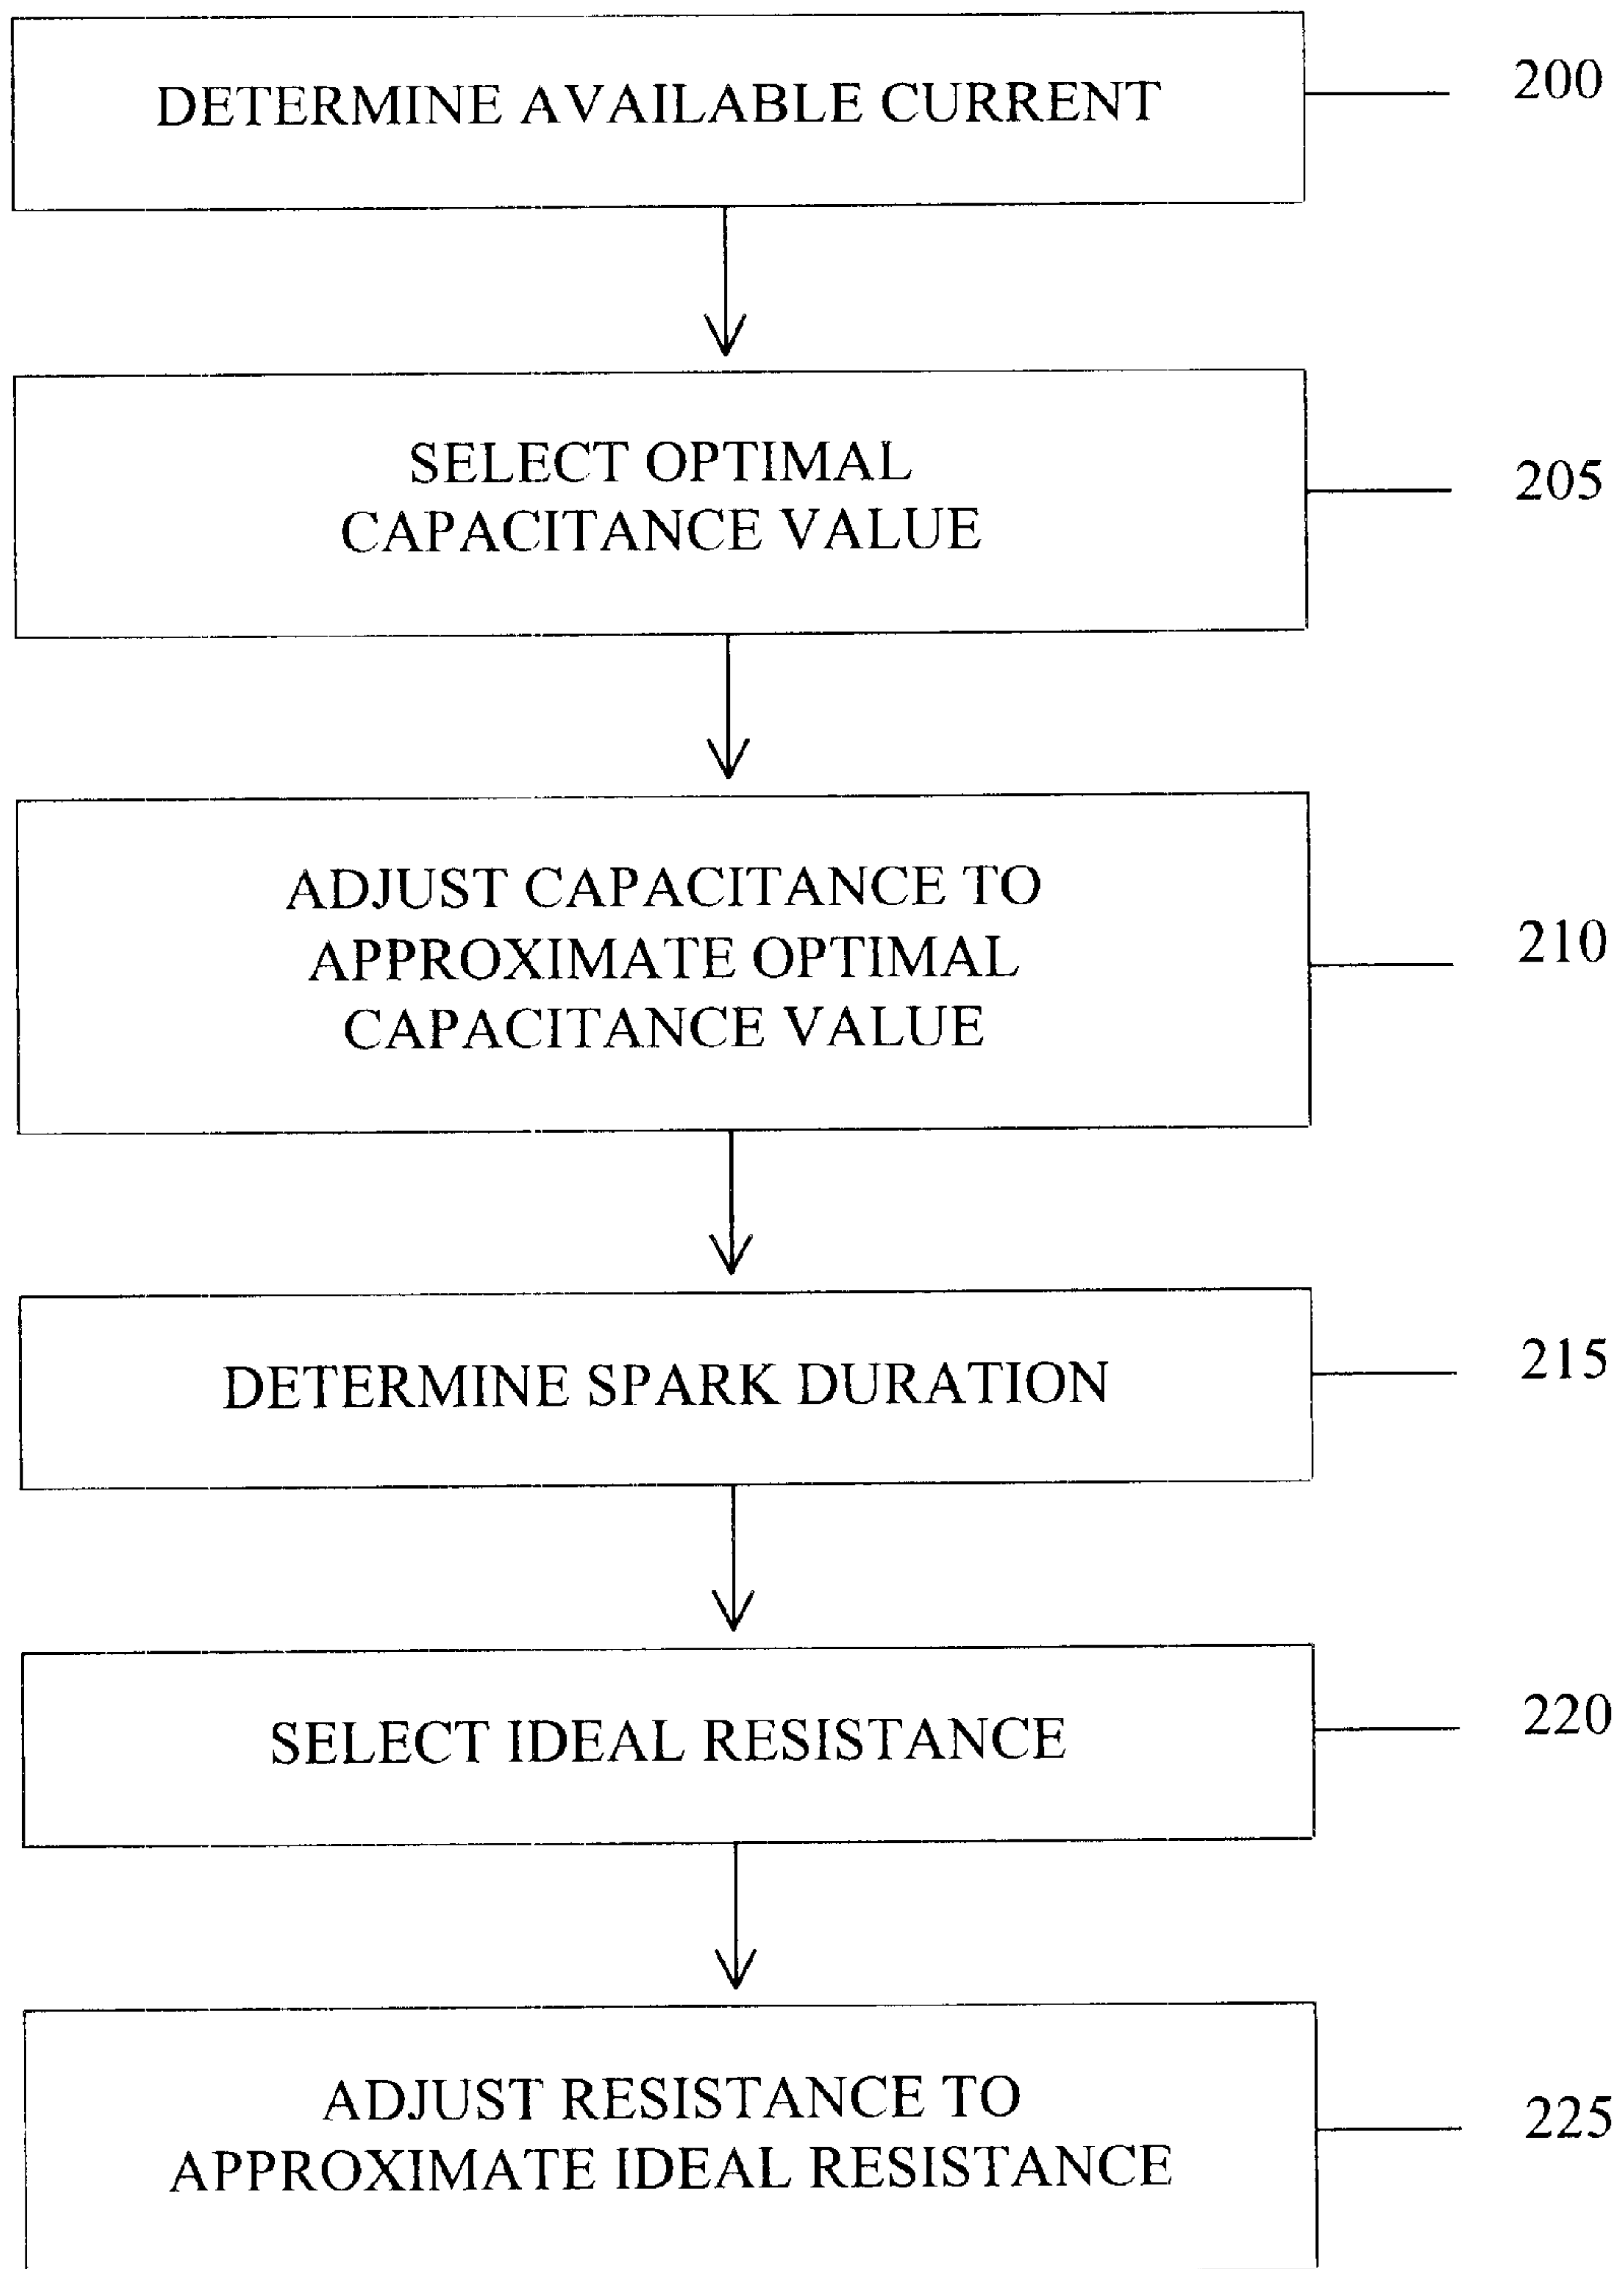 DETERMINE AVAILABLE CURRENT
200
SELECT OPTIMAL
CAPACITANCE VALUE
205
ADJUST CAPACITANCE TO
APPROXIMATE OPTIMAL
CAPACITANCE VALUE
210
DETERMINE SPARK DURATION
215
SELECT IDEAL RESISTANCE
220
ADJUST RESISTANCE TO
APPROXIMATE IDEAL RESISTANCE
225